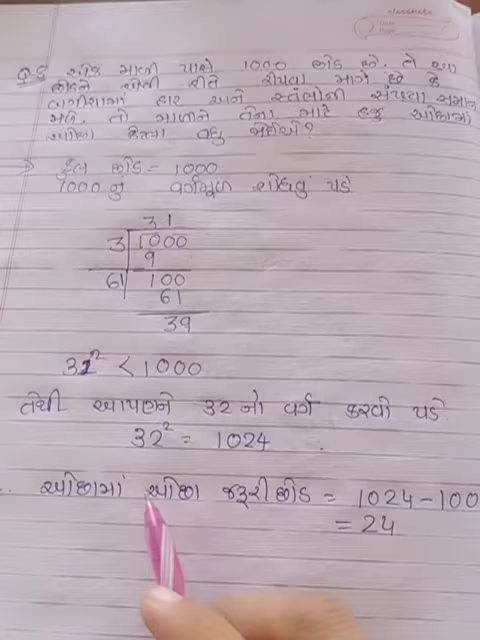 Q.8 એક માળી પાસે 1000 છોડ છે. તે આ
છોડને એવી રીતે રોપવા માગે છે કે
બગીચામાં હાર અને સ્તંભોની સંખ્યા સમાન
મળે, તો માળીને તેના માટે હજુ ઓછામાં
ઓછા કેટલા વધુ જોઈએ?
→ કુલ છોડ = 1000
1000 નું વર્ગમૂળ શોધવું પડે
31
3 1000
9
61 100
61
39
31² < 1000
તેથી આપણને 32 નો વર્ગ કરવો પડે
32² = 1024
∴ ઓછામાં ઓછા જરૂરી છોડ = 1024 - 100
= 24